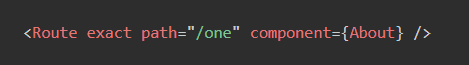 <Route exact path="/one" component={About} />